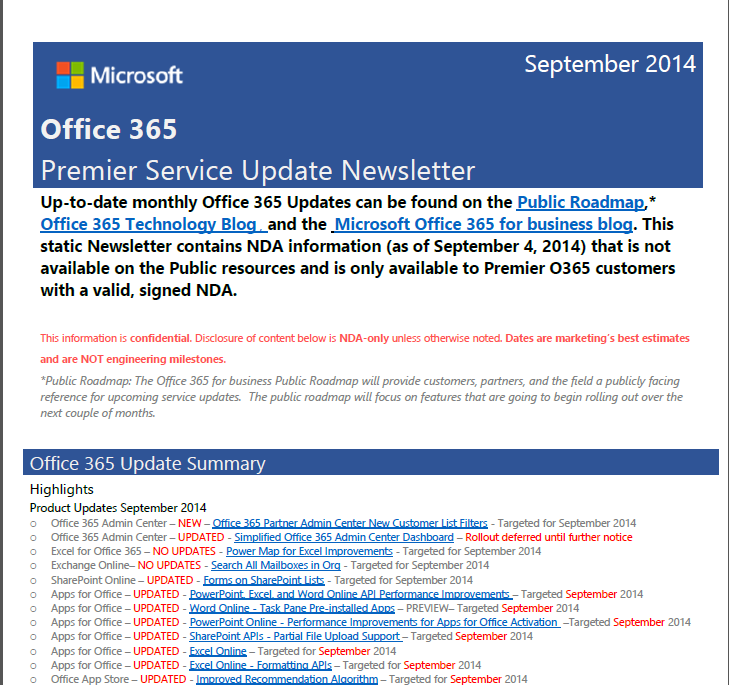 Microsoft
September 2014
Office 365
Premier Service Update Newsletter
Up-to-date monthly Office 365 Updates can be found on the Public Roadmap,*
Office 365 Technology Blog , and the Microsoft Office 365 for business blog. This
static Newsletter contains NDA information (as of September 4, 2014) that is not
available on the Public resources and is only available to Premier O365 customers
with a valid, signed NDA.
This information is confidential. Disclosure of content below is NDA-only unless otherwise noted. Dates are marketing's best estimates
and are NOT engineering milestones.
*Public Roadmap: The Office 365 for business Public Roadmap will provide customers, partners, and the field a publicly facing
reference for upcoming service updates. The public roadmap will focus on features that are going to begin rolling out over the
next couple of months.
Office 365 Update Summary
Highlights
Product Updates September 2014
o Office 365 Admin Center – NEW – Office 365 Partner Admin Center New Customer List Filters - Targeted for September 2014
o Office 365 Admin Center – UPDATED - Simplified Office 365 Admin Center Dashboard – Rollout deferred until further notice
o Excel for Office 365 – NO UPDATES - Power Map for Excel Improvements - Targeted for September 2014
o Exchange Online– NO UPDATES - Search All Mailboxes in Org - Targeted for September 2014
o SharePoint Online – UPDATED - Forms on SharePoint Lists - Targeted for September 2014
o Apps for Office – UPDATED - PowerPoint, Excel, and Word Online API Performance Improvements – Targeted for September 2014
o Apps for Office – UPDATED - Word Online - Task Pane Pre-installed Apps – PREVIEW– Targeted September 2014
o Apps for Office – UPDATED - PowerPoint Online - Performance Improvements for Apps for Office Activation –Targeted September 2014
o Apps for Office – UPDATED - SharePoint APIs - Partial File Upload Support – Targeted September 2014
o Apps for Office – UPDATED - Excel Online – Targeted for September 2014
o Apps for Office – UPDATED - Excel Online - Formatting APIs – Targeted for September 2014
o Office App Store – UPDATED - Improved Recommendation Algorithm – Targeted for September 2014